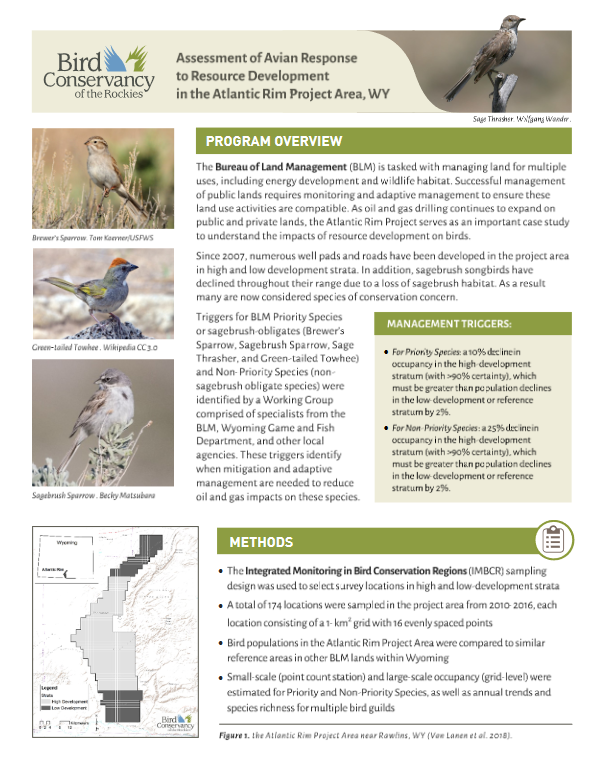 Bird
Conservancy
of the Rockies
Assessment of Avian Response
to Resource Development
in the Atlantic Rim Project Area, WY
Sage Thrasher. Wolfgang Wander.
Brewer's Sparrow. Tom Koerner/USFWS
Green-tailed Towhee. Wikipedia CC 3.0
Sagebrush Sparrow. Becky Matsubara
PROGRAM OVERVIEW
The Bureau of Land Management (BLM) is tasked with managing land for multiple
uses, including energy development and wildlife habitat. Successful management
of public lands requires monitoring and adaptive management to ensure these
land use activities are compatible. As oil and gas drilling continues to expand on
public and private lands, the Atlantic Rim Project serves as an important case study
to understand the impacts of resource development on birds.
Since 2007, numerous well pads and roads have been developed in the project area
in high and low development strata. In addition, sagebrush songbirds have
declined throughout their range due to a loss of sagebrush habitat. As a result
many are now considered species of conservation concern.
Triggers for BLM Priority Species
or sagebrush-obligates (Brewer's
Sparrow, Sagebrush Sparrow, Sage
Thrasher, and Green-tailed Towhee)
and Non-Priority Species (non-
sagebrush obligate species) were
identified by a Working Group
comprised of specialists from the
BLM, Wyoming Game and Fish
Department, and other local
agencies. These triggers identify
when mitigation and adaptive
management are needed to reduce
oil and gas impacts on these species.
MANAGEMENT TRIGGERS:
• For Priority Species: a 10% decline in
occupancy in the high-development
stratum (with >90% certainty), which
must be greater than population declines
in the low-development or reference
stratum by 2%.
• For Non-Priority Species: a 25% decline in
occupancy in the high-development
stratum (with >90% certainty), which
must be greater than population declines
in the low-development or reference
stratum by 2%.
Wyoming
Atlantic Rim
Legend
Strata
High Development
Low Development
Bird
Conservancy
of the Rockies
METHODS
• The Integrated Monitoring in Bird Conservation Regions (IMBCR) sampling
design was used to select survey locations in high and low-development strata
• A total of 174 locations were sampled in the project area from 2010-2016, each
location consisting of a 1- km² grid with 16 evenly spaced points
• Bird populations in the Atlantic Rim Project Area were compared to similar
reference areas in other BLM lands within Wyoming
• Small-scale (point count station) and large-scale occupancy (grid-level) were
estimated for Priority and Non-Priority Species, as well as annual trends and
species richness for multiple bird guilds
Figure 1. the Atlantic Rim Project Area near Rawlins, WY (Van Lanen et al. 2018).